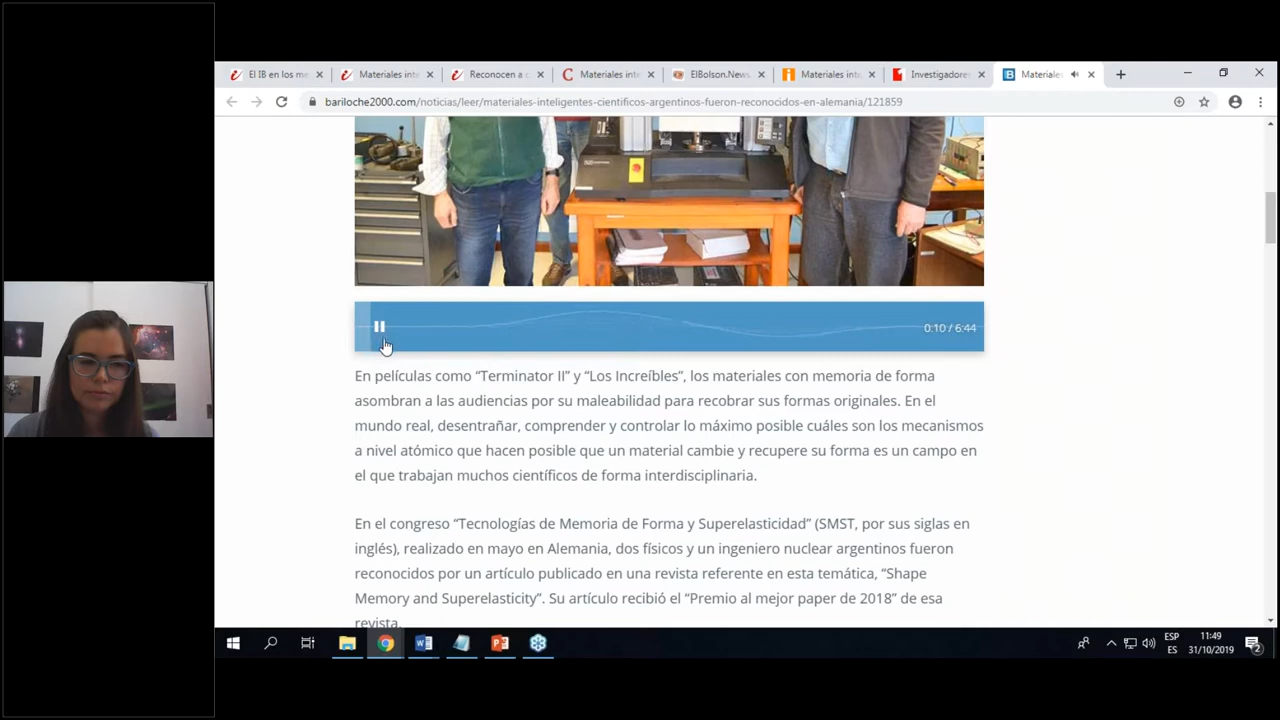 El IB en los me
Materiales inte
Reconocen a c
Materiales inte
ElBolson.News
Materiales inte
Investigadores
Materiales
bariloche2000.com/noticias/leer/materiales-inteligentes-cientificos-argentinos-fueron-reconocidos-en-alemania/121859
0:10 / 6:44
En películas como “Terminator II” y “Los Increíbles”, los materiales con memoria de forma
asombran a las audiencias por su maleabilidad para recobrar sus formas originales. En el
mundo real, desentrañar, comprender y controlar lo máximo posible cuáles son los mecanismos
a nivel atómico que hacen posible que un material cambie y recupere su forma es un campo en
el que trabajan muchos científicos de forma interdisciplinaria.
En el congreso “Tecnologías de Memoria de Forma y Superelasticidad” (SMST, por sus siglas en
inglés), realizado en mayo en Alemania, dos físicos y un ingeniero nuclear argentinos fueron
reconocidos por un artículo publicado en una revista referente en esta temática, “Shape
Memory and Superelasticity”. Su artículo recibió el “Premio al mejor paper de 2018” de esa
revista.
ESP
ES
11:49
31/10/2019
2